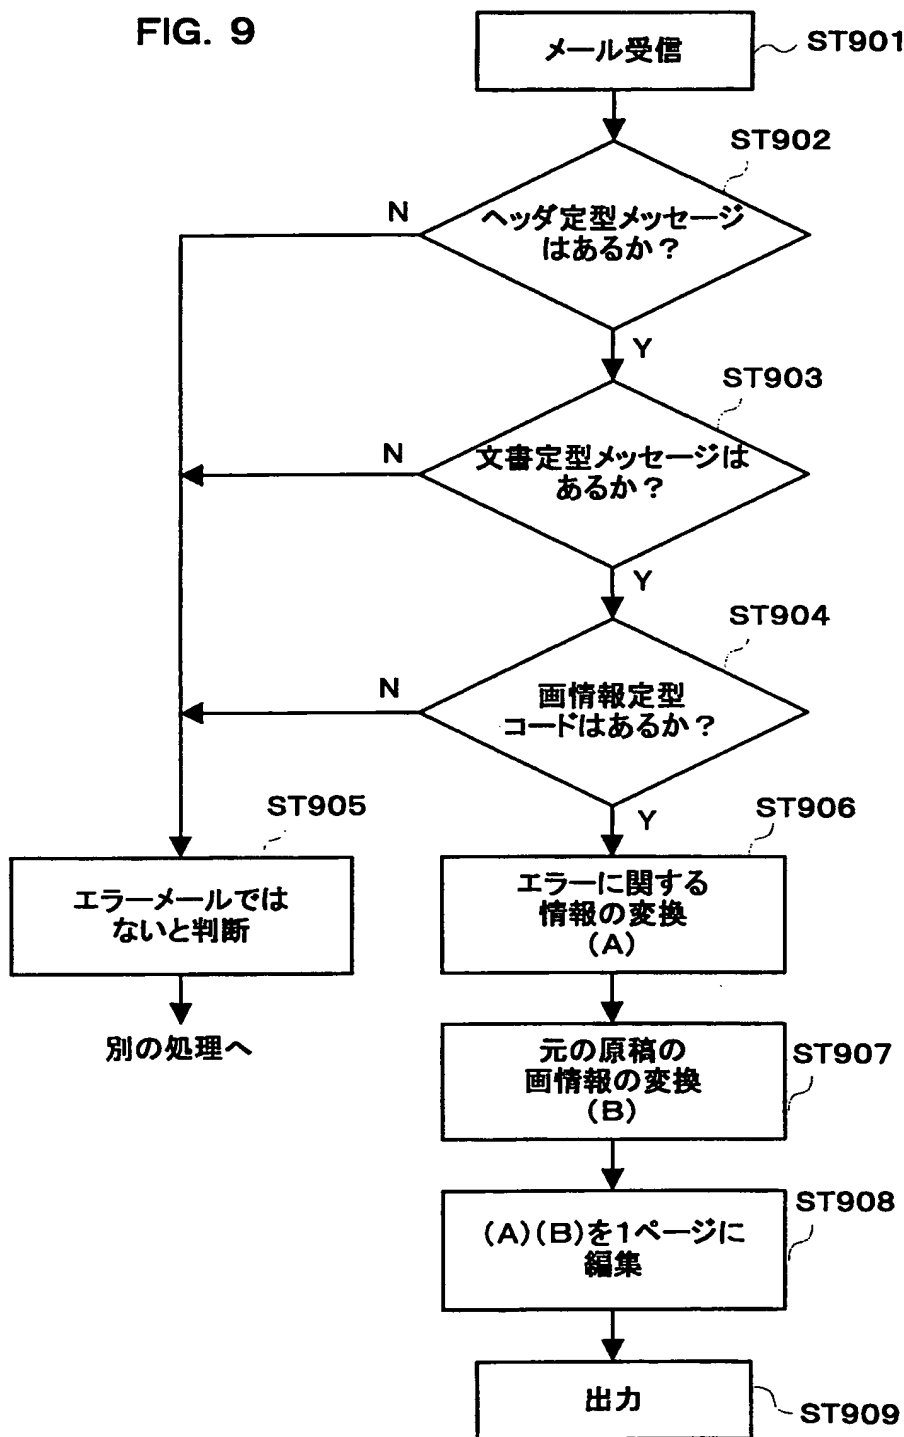 FIG. 9
メール受信
ST901
ST902
ヘッダ定型メッセージ
はあるか？
N
Y
ST903
文書定型メッセージは
あるか？
N
Y
ST904
画情報定型
コードはあるか？
N
Y
ST905
エラーメールでは
ないと判断
別の処理へ
ST906
エラーに関する
情報の変換
(A)
元の原稿の
画情報の変換
(B)
ST907
(A)(B)を1ページに
編集
ST908
出力
ST909